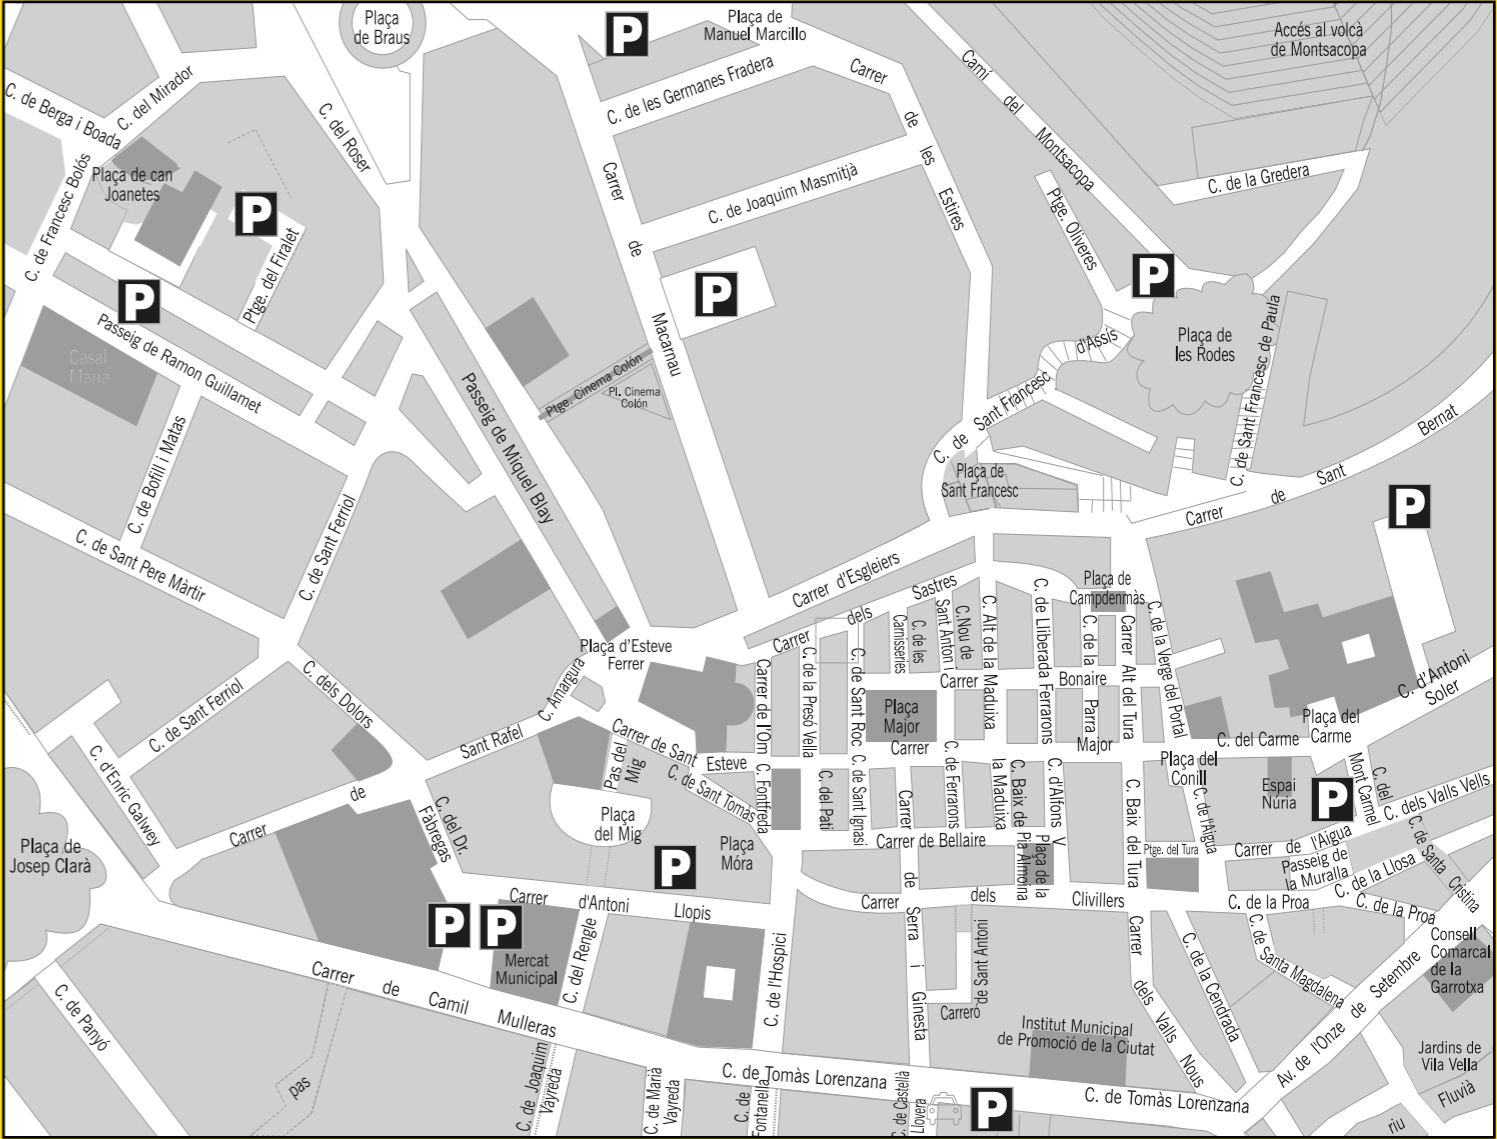 Plaça
de Braus
P
Plaça de
Manuel Marcillo
Accés al volcà
de Montsacopa
C. de Berga i Boada
C. del Mirador
C. del Roser
C. de les Germanes Fradera
Carrer
de
les
Estires
Camí
del
Montsacopa
C. de la Gredera
Plaça de can
Joanetes
C. de Francesc Bolós
P
Ptge. del Firalet
P
Carrer
de
Macarnau
C. de Joaquim Masmitjà
P
Ptge. Oliveres
P
Plaça de
les Rodes
C. de Sant Francesc de Paula
C. de Sant Francesc d'Assís
Passeig de Ramon Guillamet
Casal
Marià
C. de Bofill i Matas
Passeig de Miquel Blay
Ptge. Cinema Colón
Pl. Cinema
Colón
Plaça de
Sant Francesc
Carrer
de
Sant
Bernat
P
C. de Sant Pere Màrtir
C. de Sant Ferriol
Carrer d'Esgleiers
Carrer
dels
Sastres
Plaça de
Campdenmàs
C. de la Verge del Portal
Plaça d'Esteve
Ferrer
C. Amargura
C. dels Dolors
C. de Sant Ferriol
Sant Rafel
de
Carrer
C. d'Enric Galwey
Carrer de Sant
Esteve
Pas del
Mig
C. de Sant Tomàs
Carrer de l'Om
C. de la Presó Vella
C. de Sant Roc
Carnisseries
C. de les
Sant Antoni
C.Nou de
C. Alt de la Maduixa
C. de Lliberada Ferrarons
C. de la
Parra
Carrer Alt del Tura
Carrer
Bonaire
Plaça
Major
Carrer
Major
C. del Carme
Plaça del
Carme
C. d'Antoni
Soler
Plaça del
Conill
Espai
Núria
P
Mont Carmel
C. del
C. dels Valls Vells
C. Fontfreda
C. del Pati
C. de Sant Ignasi
C. de Ferrarons
la Maduixa
C. Baix de
C. d'Alfons V
C. Baix del Tura
C. de l'Aigua
Plaça
del Mig
Plaça
Móra
P
Plaça de
Josep Clarà
C. del Dr.
Fàbregas
Carrer de Bellaire
Pia Almoina
Plaça de la
Ptge. del Tura
Carrer de l'Aigua
Passeig de
la Muralla
C. de la Llosa
C. de Santa Cristina
Carrer
d'Antoni
Llopis
Carrer
dels
Clivillers
C. de la Proa
C. de la Proa
P
P
Mercat
Municipal
C. del Rengle
C. de l'Hospici
Carrer
de
Serra
i
Ginesta
Carreró
de Sant Antoni
Carrer
dels
Valls
Nous
C. de la Cendrada
C. de
Santa Magdalena
Av. de l'Onze de Setembre
Consell
Comarcal
de la
Garrotxa
Carrer
de
Camil
Mulleras
C. de Panyó
pas
Institut Municipal
de Promoció de la Ciutat
Jardins de
Vila Vella
C. de Joaquim
Vayreda
C. de Marià
Vayreda
C. de
Fontanella
C. de Tomàs Lorenzana
C. de Castellà
Llovera
P
C. de Tomàs Lorenzana
riu
Fluvià